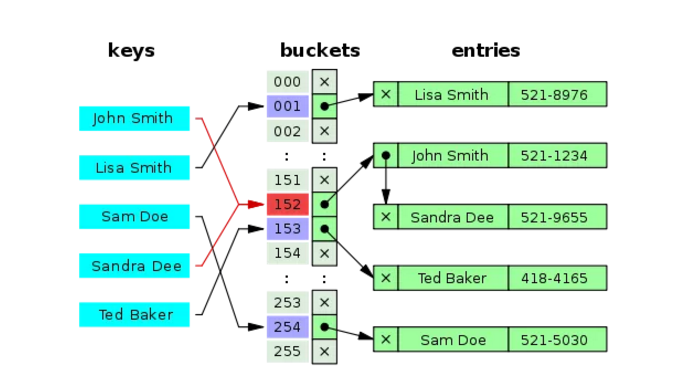 keys
buckets
entries
John Smith
Lisa Smith
Sam Doe
Sandra Dee
Ted Baker
000 ×
001
002 ×
: :
151 ×
152
153
154 ×
: :
253 ×
254
255 ×
× Lisa Smith 521-8976
John Smith 521-1234
× Sandra Dee 521-9655
× Ted Baker 418-4165
× Sam Doe 521-5030